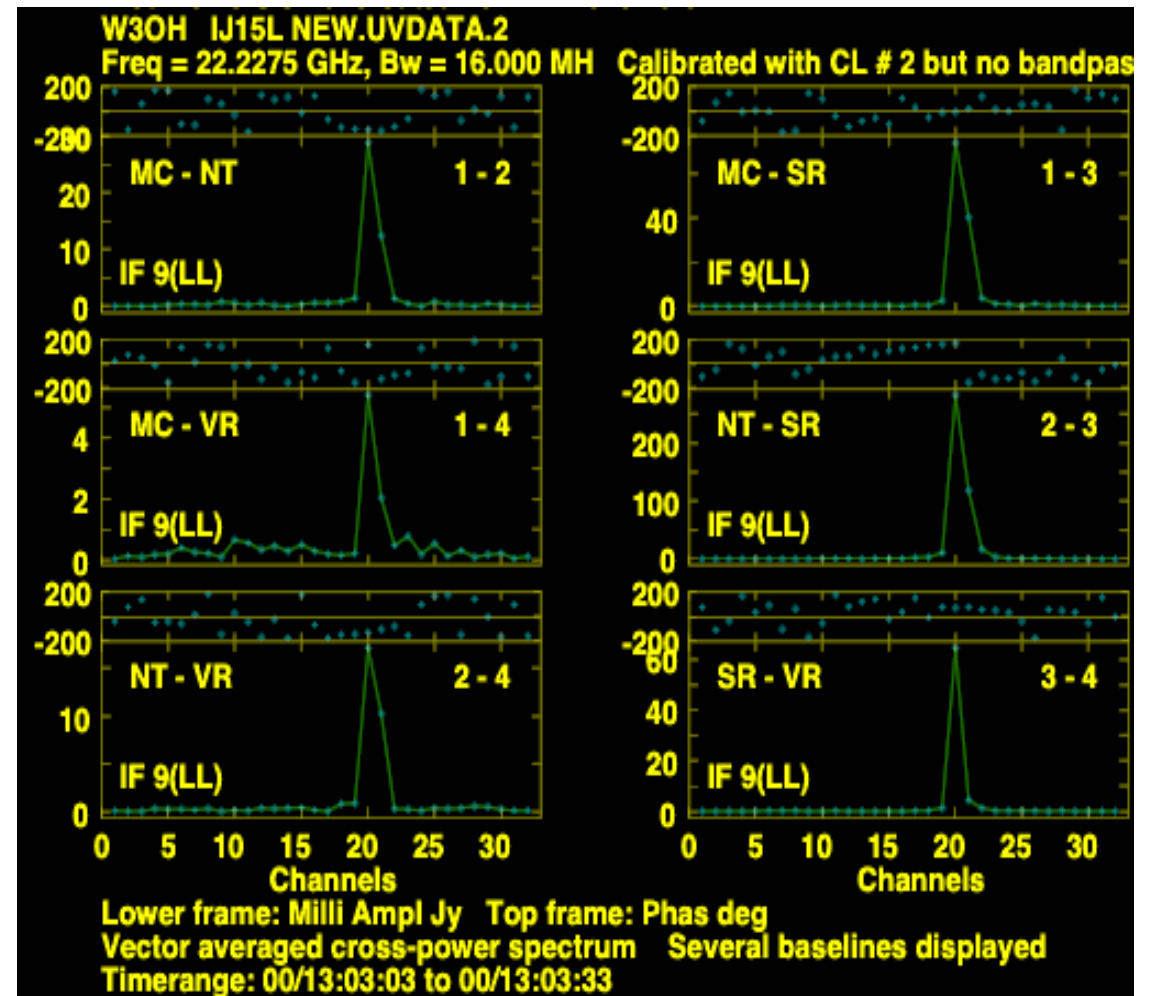 W3OH IJ15L NEW.UVDATA.2
Freq = 22.2275 GHz, Bw = 16.000 MH Calibrated with CL # 2 but no bandpas
200 200
-200 -200
30
MC - NT 1 - 2 MC - SR 1 - 3
20
40
10
IF 9(LL) IF 9(LL)
0 0
200 200
-200 -200
MC - VR 1 - 4 NT - SR 2 - 3
4 200
2 100
IF 9(LL) IF 9(LL)
0 0
200 200
-200 -200
60
NT - VR 2 - 4 SR - VR 3 - 4
10 40
20
IF 9(LL) IF 9(LL)
0 0
0 5 10 15 20 25 30 0 5 10 15 20 25 30
Channels Channels
Lower frame: Milli Ampl Jy Top frame: Phas deg
Vector averaged cross-power spectrum Several baselines displayed
Timerange: 00/13:03:03 to 00/13:03:33